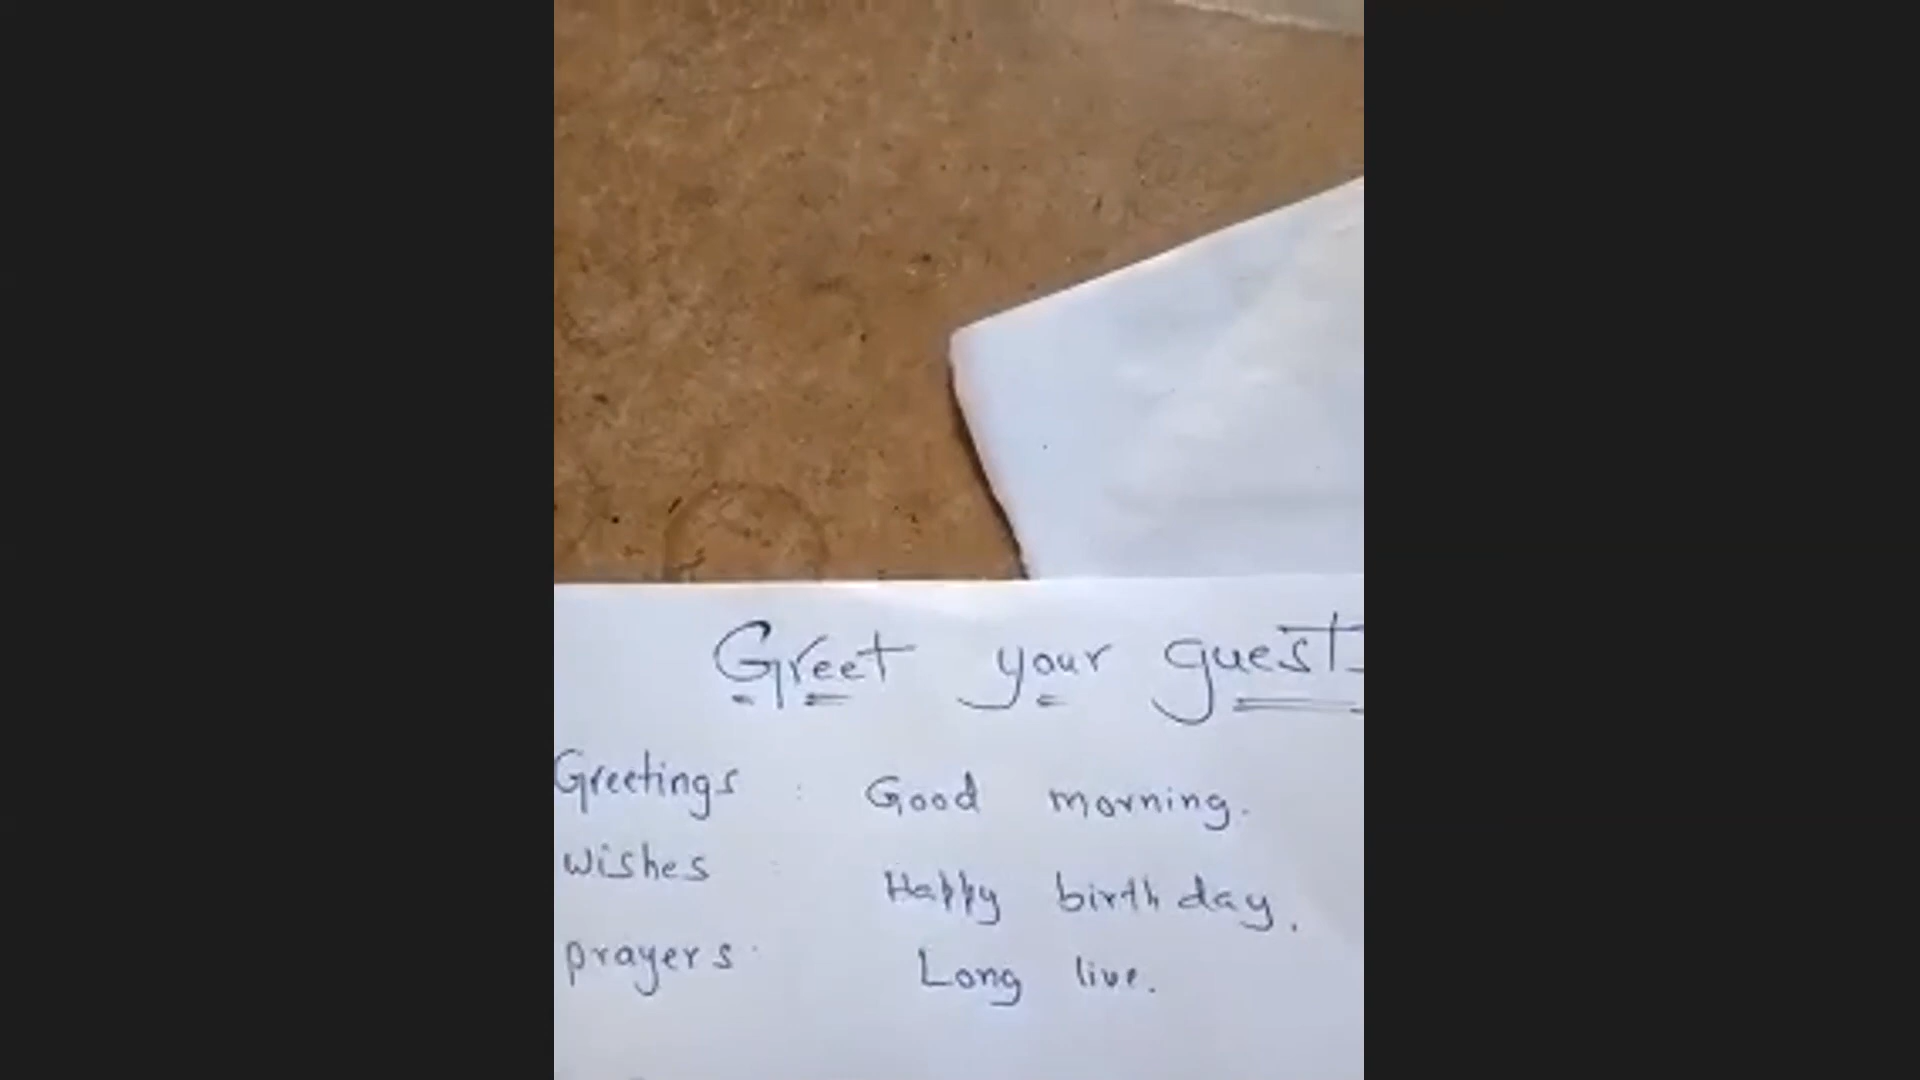 Greet your guest
Greetings : Good morning.
Wishes : Happy birthday.
prayers Long live.